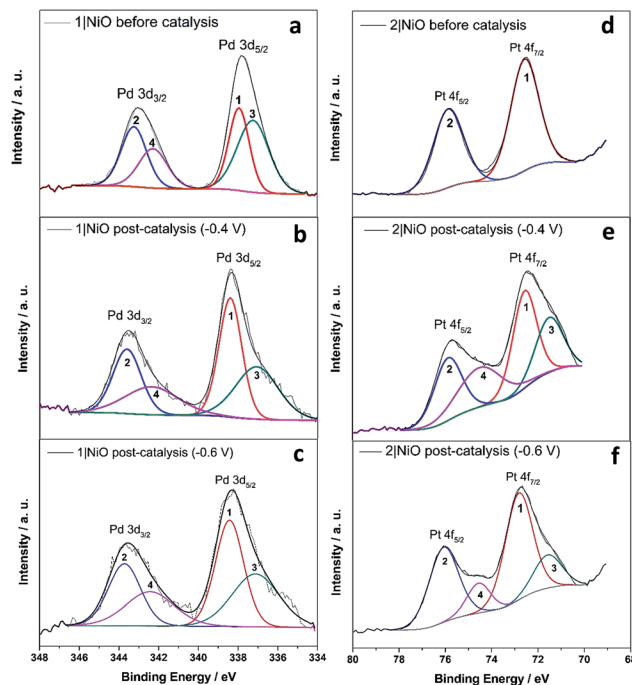 1|NiO before catalysis
a
Pd 3d5/2
Pd 3d3/2
1
2
3
4
Intensity / a. u.
1|NiO post-catalysis (-0.4 V)
b
Pd 3d5/2
Pd 3d3/2
1
2
3
4
Intensity / a. u.
1|NiO post-catalysis (-0.6 V)
c
Pd 3d5/2
Pd 3d3/2
1
2
3
4
Intensity / a. u.
348 346 344 342 340 338 336 334
Binding Energy / eV
2|NiO before catalysis
d
Pt 4f7/2
Pt 4f5/2
1
2
Intensity / a. u.
2|NiO post-catalysis (-0.4 V)
e
Pt 4f7/2
Pt 4f5/2
1
2
3
4
Intensity / a. u.
2|NiO post-catalysis (-0.6 V)
f
Pt 4f7/2
Pt 4f5/2
1
2
3
4
Intensity / a. u.
80 78 76 74 72 70 68
Binding Energy / eV